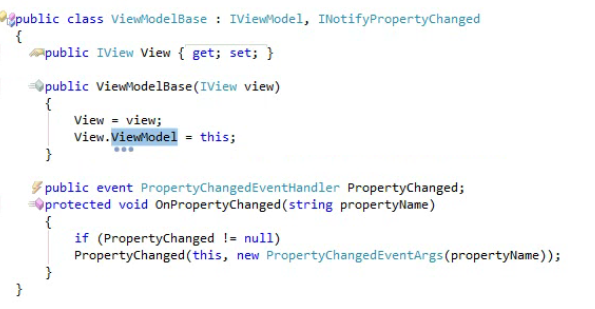 public class ViewModelBase : IViewModel, INotifyPropertyChanged
{
public IView View { get; set; }
public ViewModelBase(IView view)
{
View = view;
View.ViewModel = this;
}
public event PropertyChangedEventHandler PropertyChanged;
protected void OnPropertyChanged(string propertyName)
{
if (PropertyChanged != null)
PropertyChanged(this, new PropertyChangedEventArgs(propertyName));
}
}